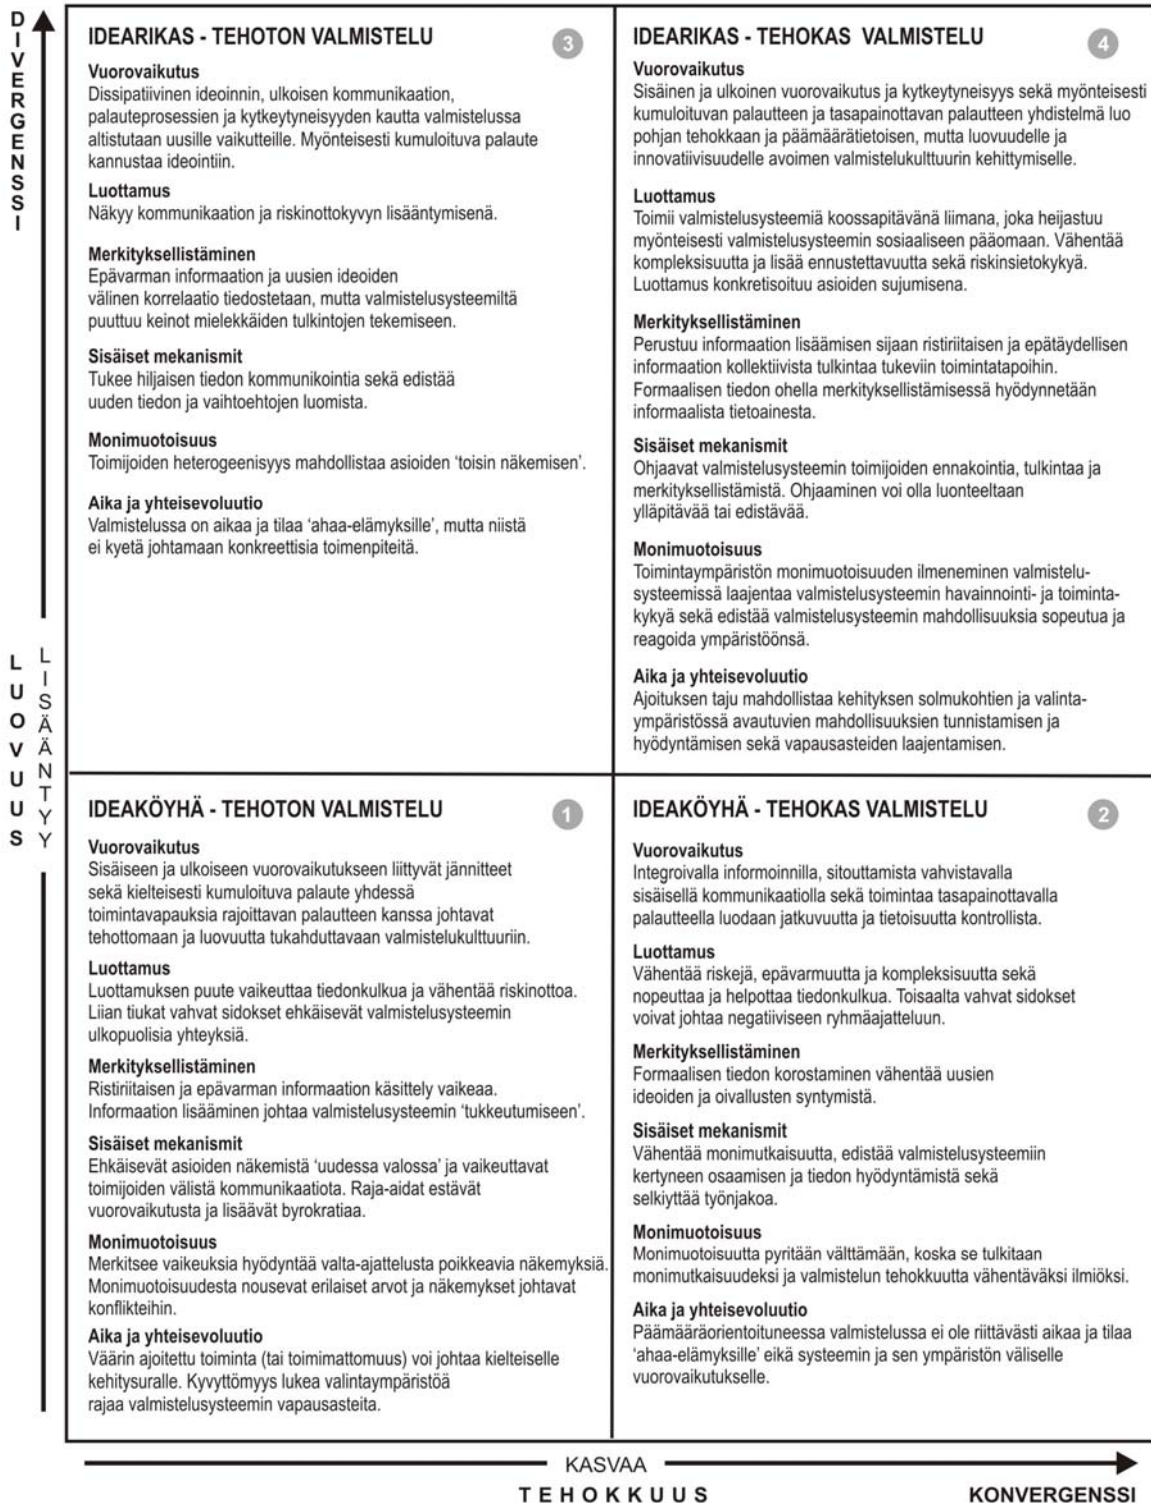 DIVERGENSSI
LUOVUUS
LISÄÄNTYY
IDEARIKAS - TEHOTON VALMISTELU
3
Vuorovaikutus
Dissipatiivinen ideoinnin, ulkoisen kommunikaation,
palauteprosessien ja kytkeytyneisyyden kautta valmistelussa
altistutaan uusille vaikutteille. Myönteisesti kumuloituva palaute
kannustaa ideointiin.
Luottamus
Näkyy kommunikaation ja riskinottokyvyn lisääntymisenä.
Merkityksellistäminen
Epävarman informaation ja uusien ideoiden
välinen korrelaatio tiedostetaan, mutta valmistelusysteemiltä
puuttuu keinot mielekkäiden tulkintojen tekemiseen.
Sisäiset mekanismit
Tukee hiljaisen tiedon kommunikointia sekä edistää
uuden tiedon ja vaihtoehtojen luomista.
Monimuotoisuus
Toimijoiden heterogeenisyys mahdollistaa asioiden ‘toisin näkemisen’.
Aika ja yhteisevoluutio
Valmistelussa on aikaa ja tilaa ‘ahaa-elämyksille’, mutta niistä
ei kyetä johtamaan konkreettisia toimenpiteitä.
IDEARIKAS - TEHOKAS VALMISTELU
4
Vuorovaikutus
Sisäinen ja ulkoinen vuorovaikutus ja kytkeytyneisyys sekä myönteisesti
kumuloituvan palautteen ja tasapainottavan palautteen yhdistelmä luo
pohjan tehokkaan ja päämäärätietoisen, mutta luovuudelle ja
innovatiivisuudelle avoimen valmistelukulttuurin kehittymiselle.
Luottamus
Toimii valmistelusysteemiä koossapitävänä liimana, joka heijastuu
myönteisesti valmistelusysteemin sosiaaliseen pääomaan. Vähentää
kompleksisuutta ja lisää ennustettavuutta sekä riskinsietokykyä.
Luottamus konkretisoituu asioiden sujumisena.
Merkityksellistäminen
Perustuu informaation lisäämisen sijaan ristiriitaisen ja epätäydellisen
informaation kollektiivista tulkintaa tukeviin toimintatapoihin.
Formaalisen tiedon ohella merkityksellistämisessä hyödynnetään
informaalista tietoainesta.
Sisäiset mekanismit
Ohjaavat valmistelusysteemin toimijoiden ennakointia, tulkintaa ja
merkityksellistämistä. Ohjaaminen voi olla luonteeltaan
ylläpitävää tai edistävää.
Monimuotoisuus
Toimintaympäristön monimuotoisuuden ilmeneminen valmistelu-
systeemissä laajentaa valmistelusysteemin havainnointi- ja toiminta-
kykyä sekä edistää valmistelusysteemin mahdollisuuksia sopeutua ja
reagoida ympäristöönsä.
Aika ja yhteisevoluutio
Ajoituksen taju mahdollistaa kehityksen solmukohtien ja valinta-
ympäristössä avautuvien mahdollisuuksien tunnistamisen ja
hyödyntämisen sekä vapausasteiden laajentamisen.
IDEAKÖYHÄ - TEHOTON VALMISTELU
1
Vuorovaikutus
Sisäiseen ja ulkoiseen vuorovaikutukseen liittyvät jännitteet
sekä kielteisesti kumuloituva palaute yhdessä
toimintavapauksia rajoittavan palautteen kanssa johtavat
tehottomaan ja luovuutta tukahduttavaan valmistelukulttuuriin.
Luottamus
Luottamuksen puute vaikeuttaa tiedonkulkua ja vähentää riskinottoa.
Liian tiukat vahvat sidokset ehkäisevät valmistelusysteemin
ulkopuolisia yhteyksiä.
Merkityksellistäminen
Ristiriitaisen ja epävarman informaation käsittely vaikeaa.
Informaation lisääminen johtaa valmistelusysteemin ‘tukkeutumiseen’.
Sisäiset mekanismit
Ehkäisevät asioiden näkemistä ‘uudessa valossa’ ja vaikeuttavat
toimijoiden välistä kommunikaatiota. Raja-aidat estävät
vuorovaikutusta ja lisäävät byrokratiaa.
Monimuotoisuus
Merkitsee vaikeuksia hyödyntää valta-ajattelusta poikkeavia näkemyksiä.
Monimuotoisuudesta nousevat erilaiset arvot ja näkemykset johtavat
konflikteihin.
Aika ja yhteisevoluutio
Väärin ajoitettu toiminta (tai toimimattomuus) voi johtaa kielteiselle
kehitysuralle. Kyvyttömyys lukea valintaympäristöä
rajaa valmistelusysteemin vapausasteita.
IDEAKÖYHÄ - TEHOKAS VALMISTELU
2
Vuorovaikutus
Integroivalla informoinnilla, sitouttamista vahvistavalla
sisäisellä kommunikaatiolla sekä toimintaa tasapainottavalla
palautteella luodaan jatkuvuutta ja tietoisuutta kontrollista.
Luottamus
Vähentää riskejä, epävarmuutta ja kompleksisuutta sekä
nopeuttaa ja helpottaa tiedonkulkua. Toisaalta vahvat sidokset
voivat johtaa negatiiviseen ryhmäajatteluun.
Merkityksellistäminen
Formaalisen tiedon korostaminen vähentää uusien
ideoiden ja oivallusten syntymistä.
Sisäiset mekanismit
Vähentää monimutkaisuutta, edistää valmistelusysteemiin
kertyneen osaamisen ja tiedon hyödyntämistä sekä
selkiyttää työnjakoa.
Monimuotoisuus
Monimuotoisuutta pyritään välttämään, koska se tulkitaan
monimutkaisuudeksi ja valmistelun tehokkuutta vähentäväksi ilmiöksi.
Aika ja yhteisevoluutio
Päämääräorientoituneessa valmistelussa ei ole riittävästi aikaa ja tilaa
‘ahaa-elämyksille’ eikä systeemin ja sen ympäristön väliselle
vuorovaikutukselle.
KASVAA
TEHOKKUUS
KONVERGENSSI